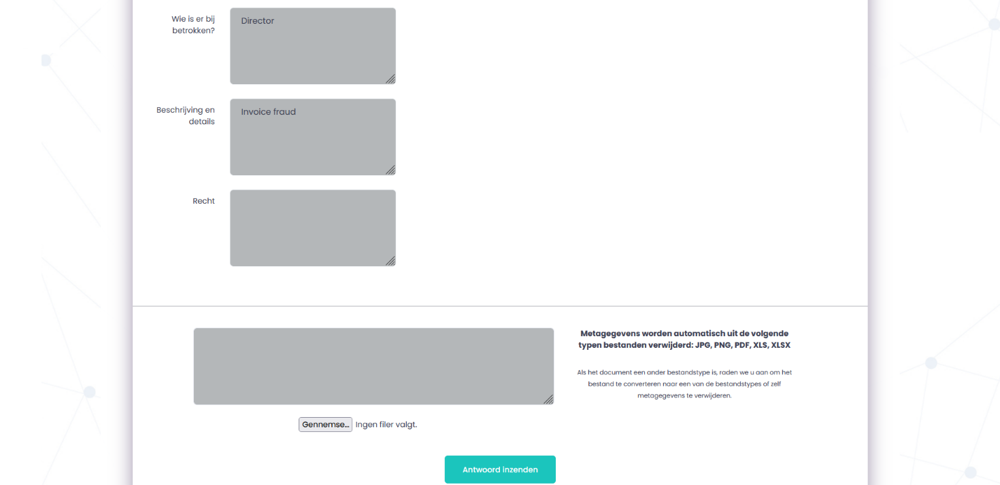 Wie is er bij
betrokken?
Director
Beschrijving en
details
Invoice fraud
Recht
Metagegevens worden automatisch uit de volgende
typen bestanden verwijderd: JPG, PNG, PDF, XLS, XLSX
Als het document een ander bestandstype is, raden we u aan om het
bestand te converteren naar een van de bestandstypes of zelf
metagegevens te verwijderen.
Gennemse... Ingen filer valgt.
Antwoord inzenden